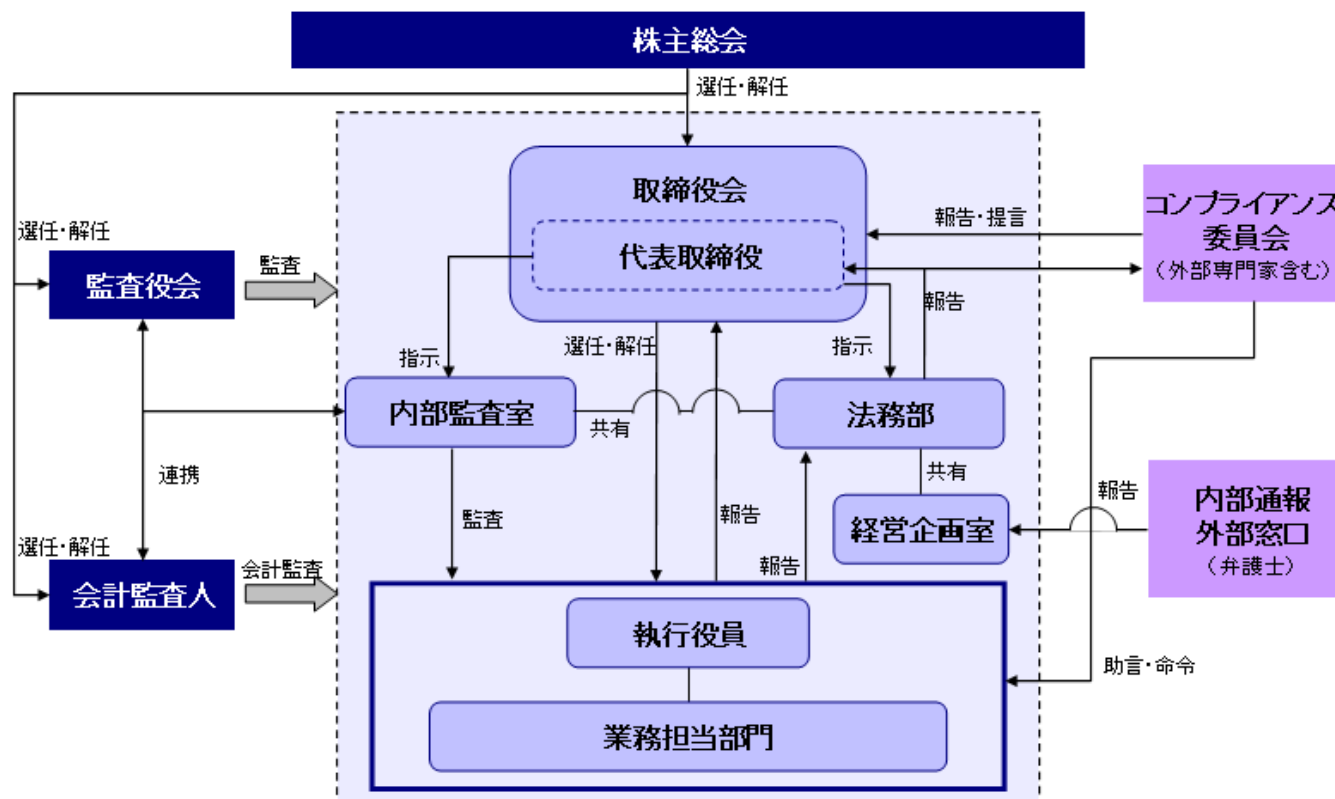 株主総会
選任・解任
取締役会
代表取締役
報告・提言
コンプライアンス
委員会
（外部専門家含む）
選任・解任
監査役会
監査
報告
指示
選任・解任
指示
内部監査室
共有
法務部
連携
監査
報告
共有
経営企画室
報告
内部通報
外部窓口
（弁護士）
選任・解任
会計監査人
会計監査
報告
執行役員
助言・命令
業務担当部門